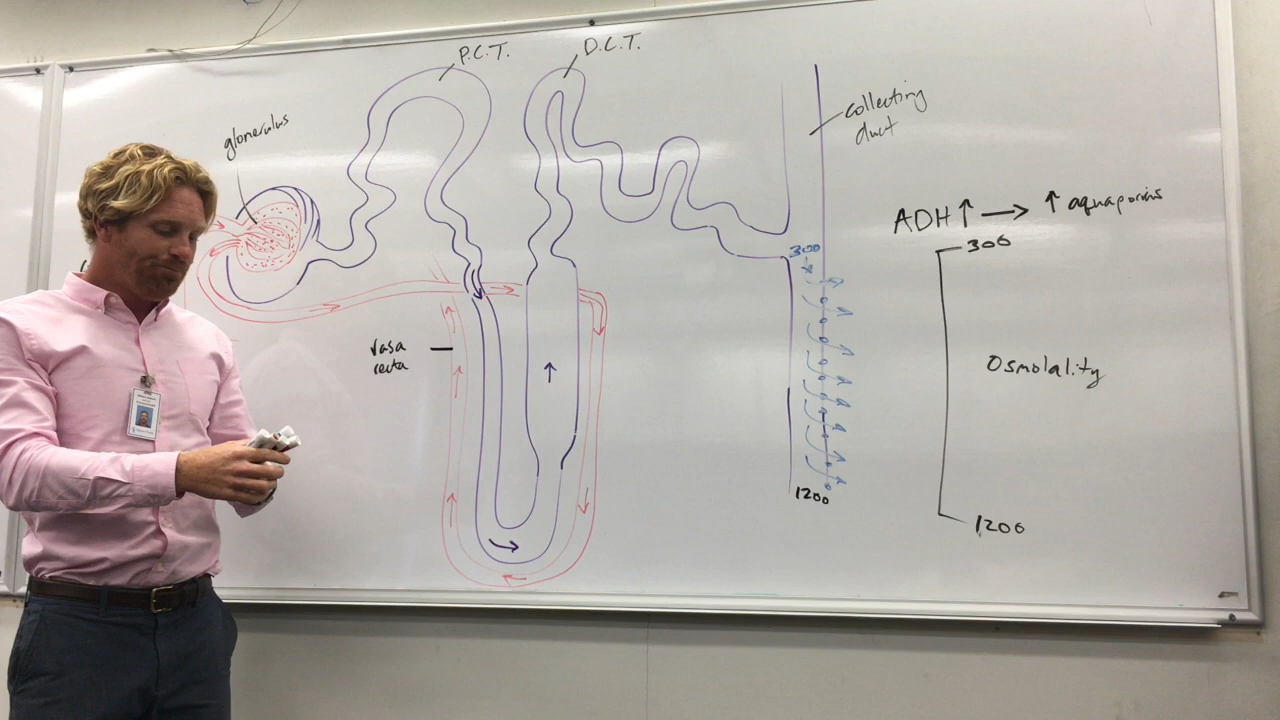 P.C.T.
D.C.T.
glomerulus
collecting
duct
ADH ↑ → ↑ aquaporins
300
300
vasa
recta
Osmolality
1200
1200